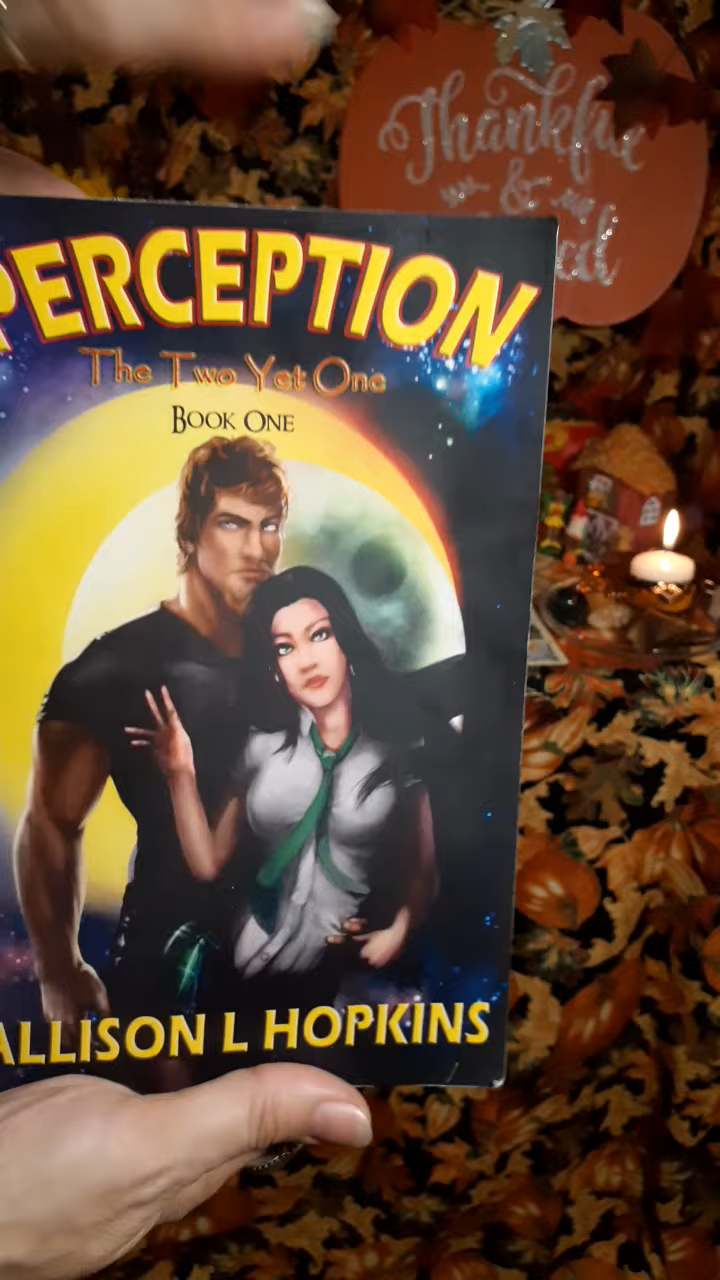 Thankful
&
PERCEPTION
The Two Yet One
BOOK ONE
ALLISON L HOPKINS